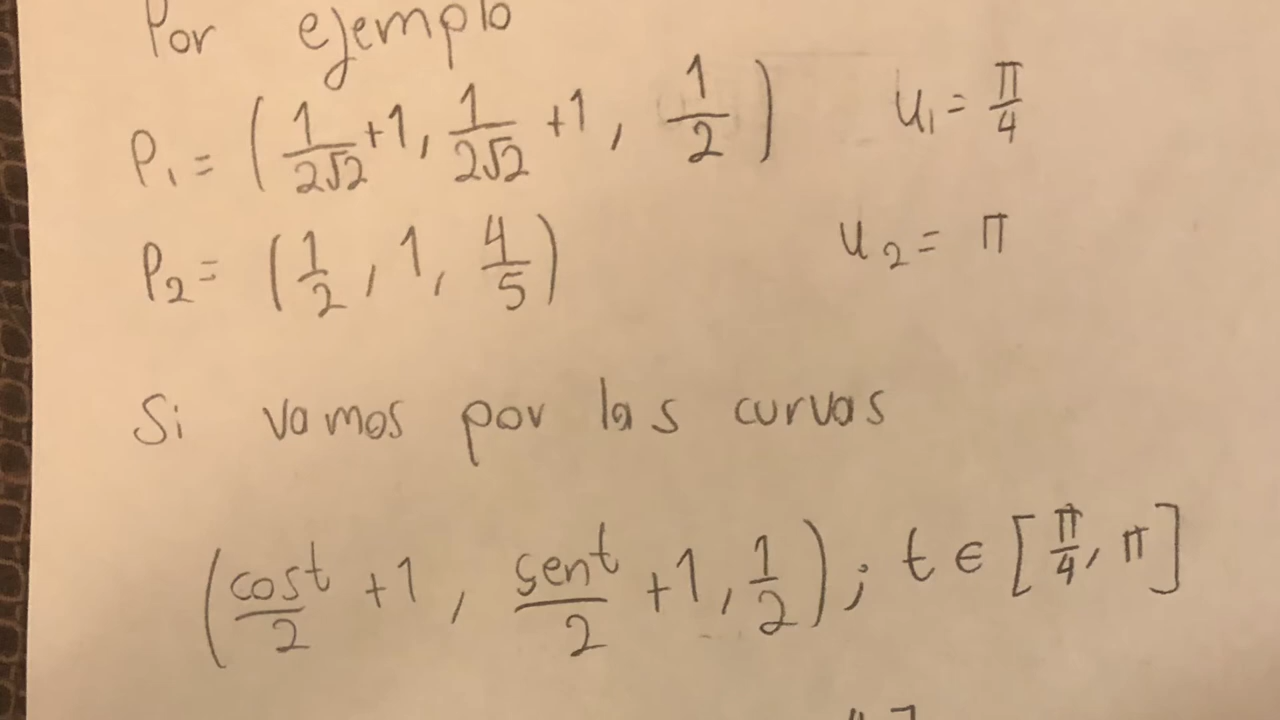 Por ejemplo
P₁ = (1/2√2 +1, 1/2√2 +1, 1/2) u₁ = π/4
P₂ = (1/2, 1, 4/5) u₂ = π
Si vamos por las curvas
(cost/2 +1, sent/2 +1, 1/2); t ∈ [π/4, π]